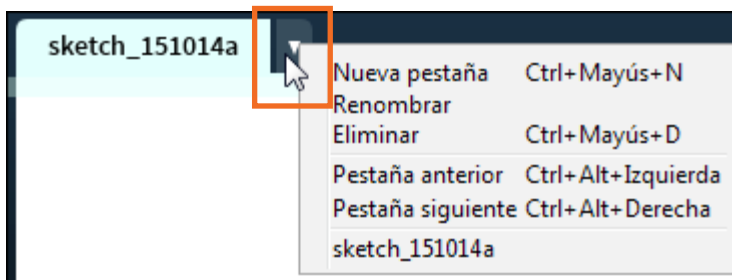 sketch_151014a
Nueva pestaña Ctrl+Mayús+N
Renombrar
Eliminar Ctrl+Mayús+D
Pestaña anterior Ctrl+Alt+Izquierda
Pestaña siguiente Ctrl+Alt+Derecha
sketch_151014a